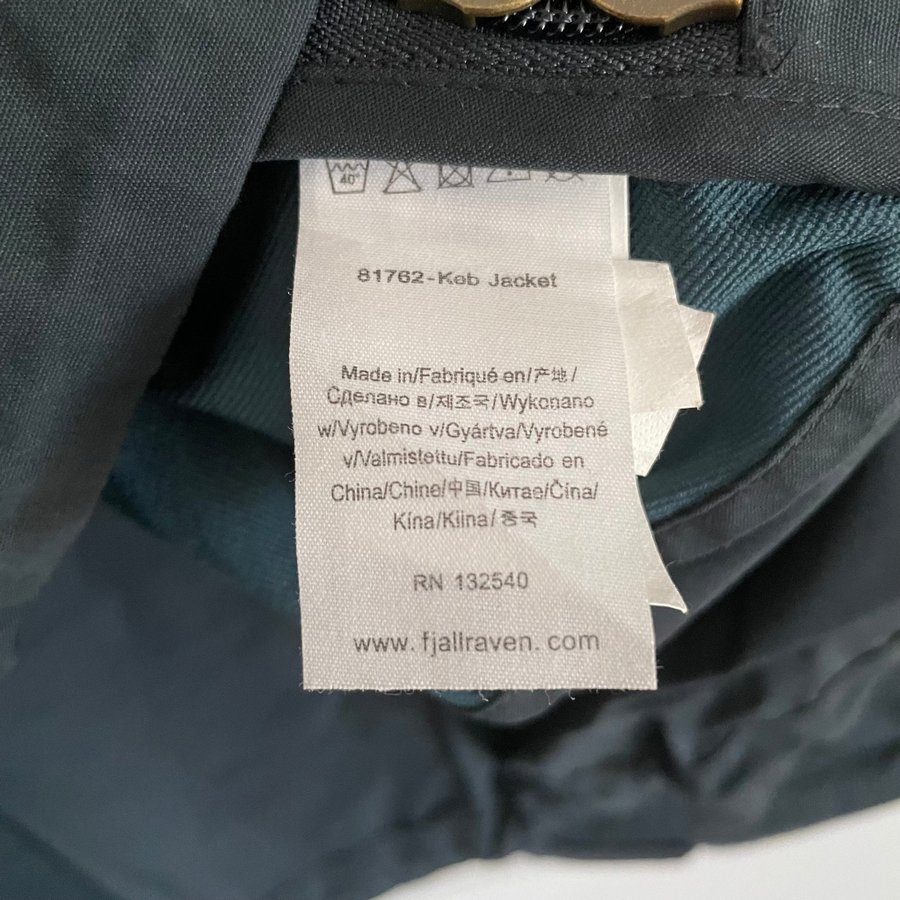 40°
81762-Keb Jacket
Made in/Fabriqué en/产地/
Сделано в/제조국/Wykonano
w/Vyrobeno v/Gyártva/Vyrobené
v/Valmistettu/Fabricado en
China/Chine/中国/Китае/Čína/
Kína/Kiina/중국
RN 132540
www. fjallraven. com